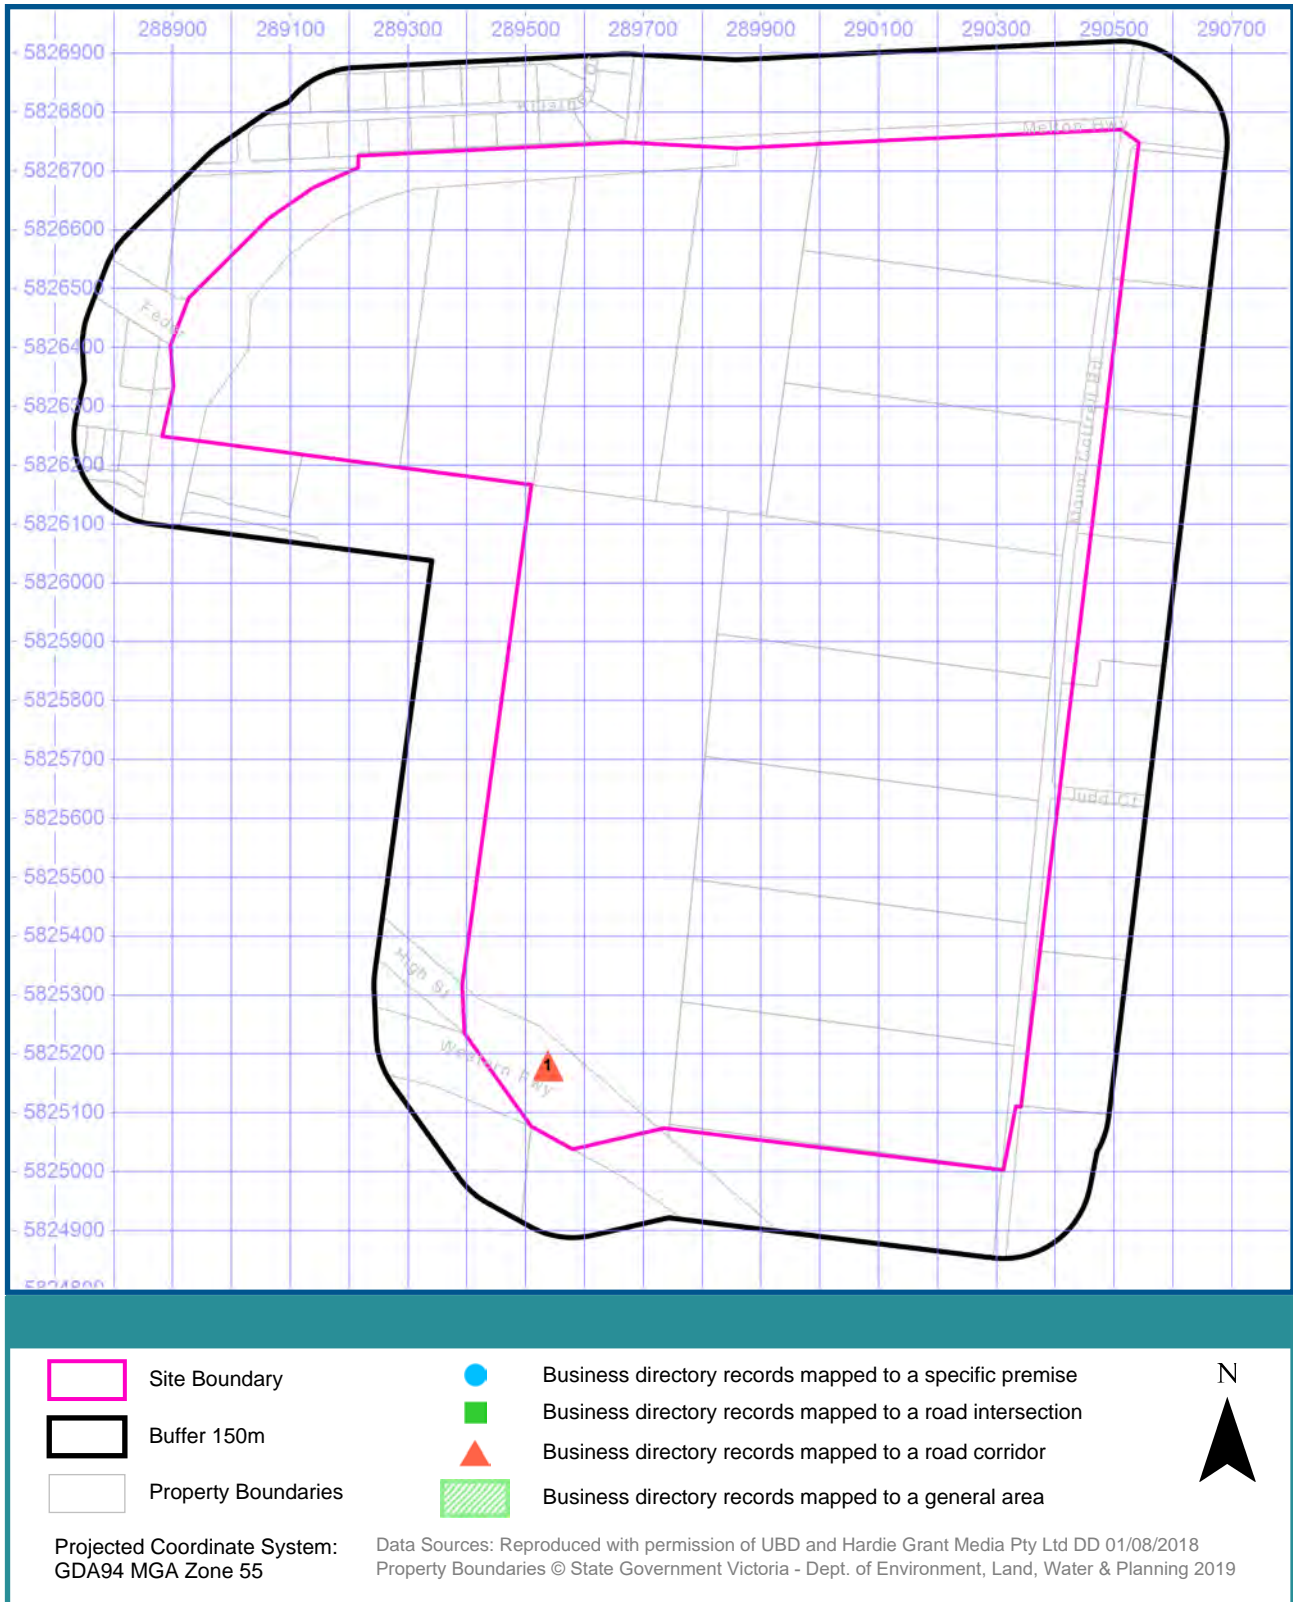 288900 289100 289300 289500 289700 289900 290100 290300 290500 290700
5826900
5826800
5826700
5826600
5826500
5826400
5826300
5826200
5826100
5826000
5825900
5825800
5825700
5825600
5825500
5825400
5825300
5825200
5825100
5825000
5824900
5824800
Melton Hwy
Mount Cottrell Rd
Judd Ct
High St
Western Fwy
1
Site Boundary
Buffer 150m
Property Boundaries
Business directory records mapped to a specific premise
Business directory records mapped to a road intersection
Business directory records mapped to a road corridor
Business directory records mapped to a general area
N
Projected Coordinate System:
GDA94 MGA Zone 55
Data Sources: Reproduced with permission of UBD and Hardie Grant Media Pty Ltd DD 01/08/2018
Property Boundaries © State Government Victoria - Dept. of Environment, Land, Water & Planning 2019